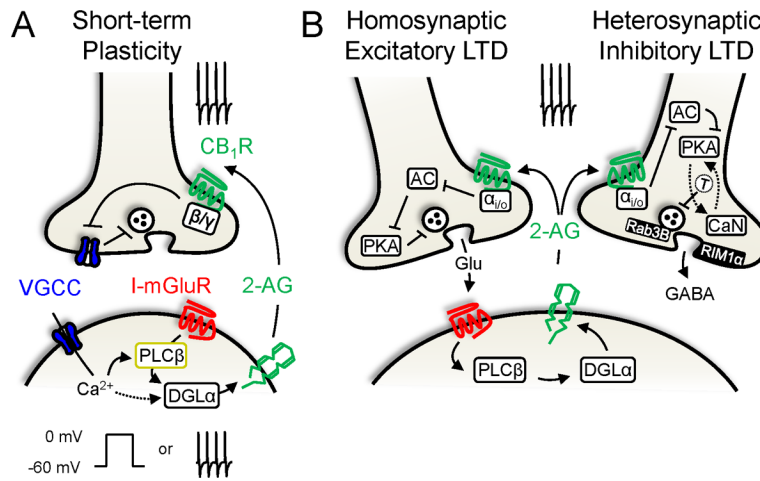 A
Short-term
Plasticity
CB1R
β/γ
VGCC
I-mGluR
2-AG
PLCβ
Ca2+
DGLα
0 mV
-60 mV
or
B
Homosynaptic
Excitatory LTD
Heterosynaptic
Inhibitory LTD
AC
αi/o
PKA
Glu
2-AG
AC
PKA
T
αi/o
CaN
Rab3B
RIM1α
GABA
PLCβ
DGLα